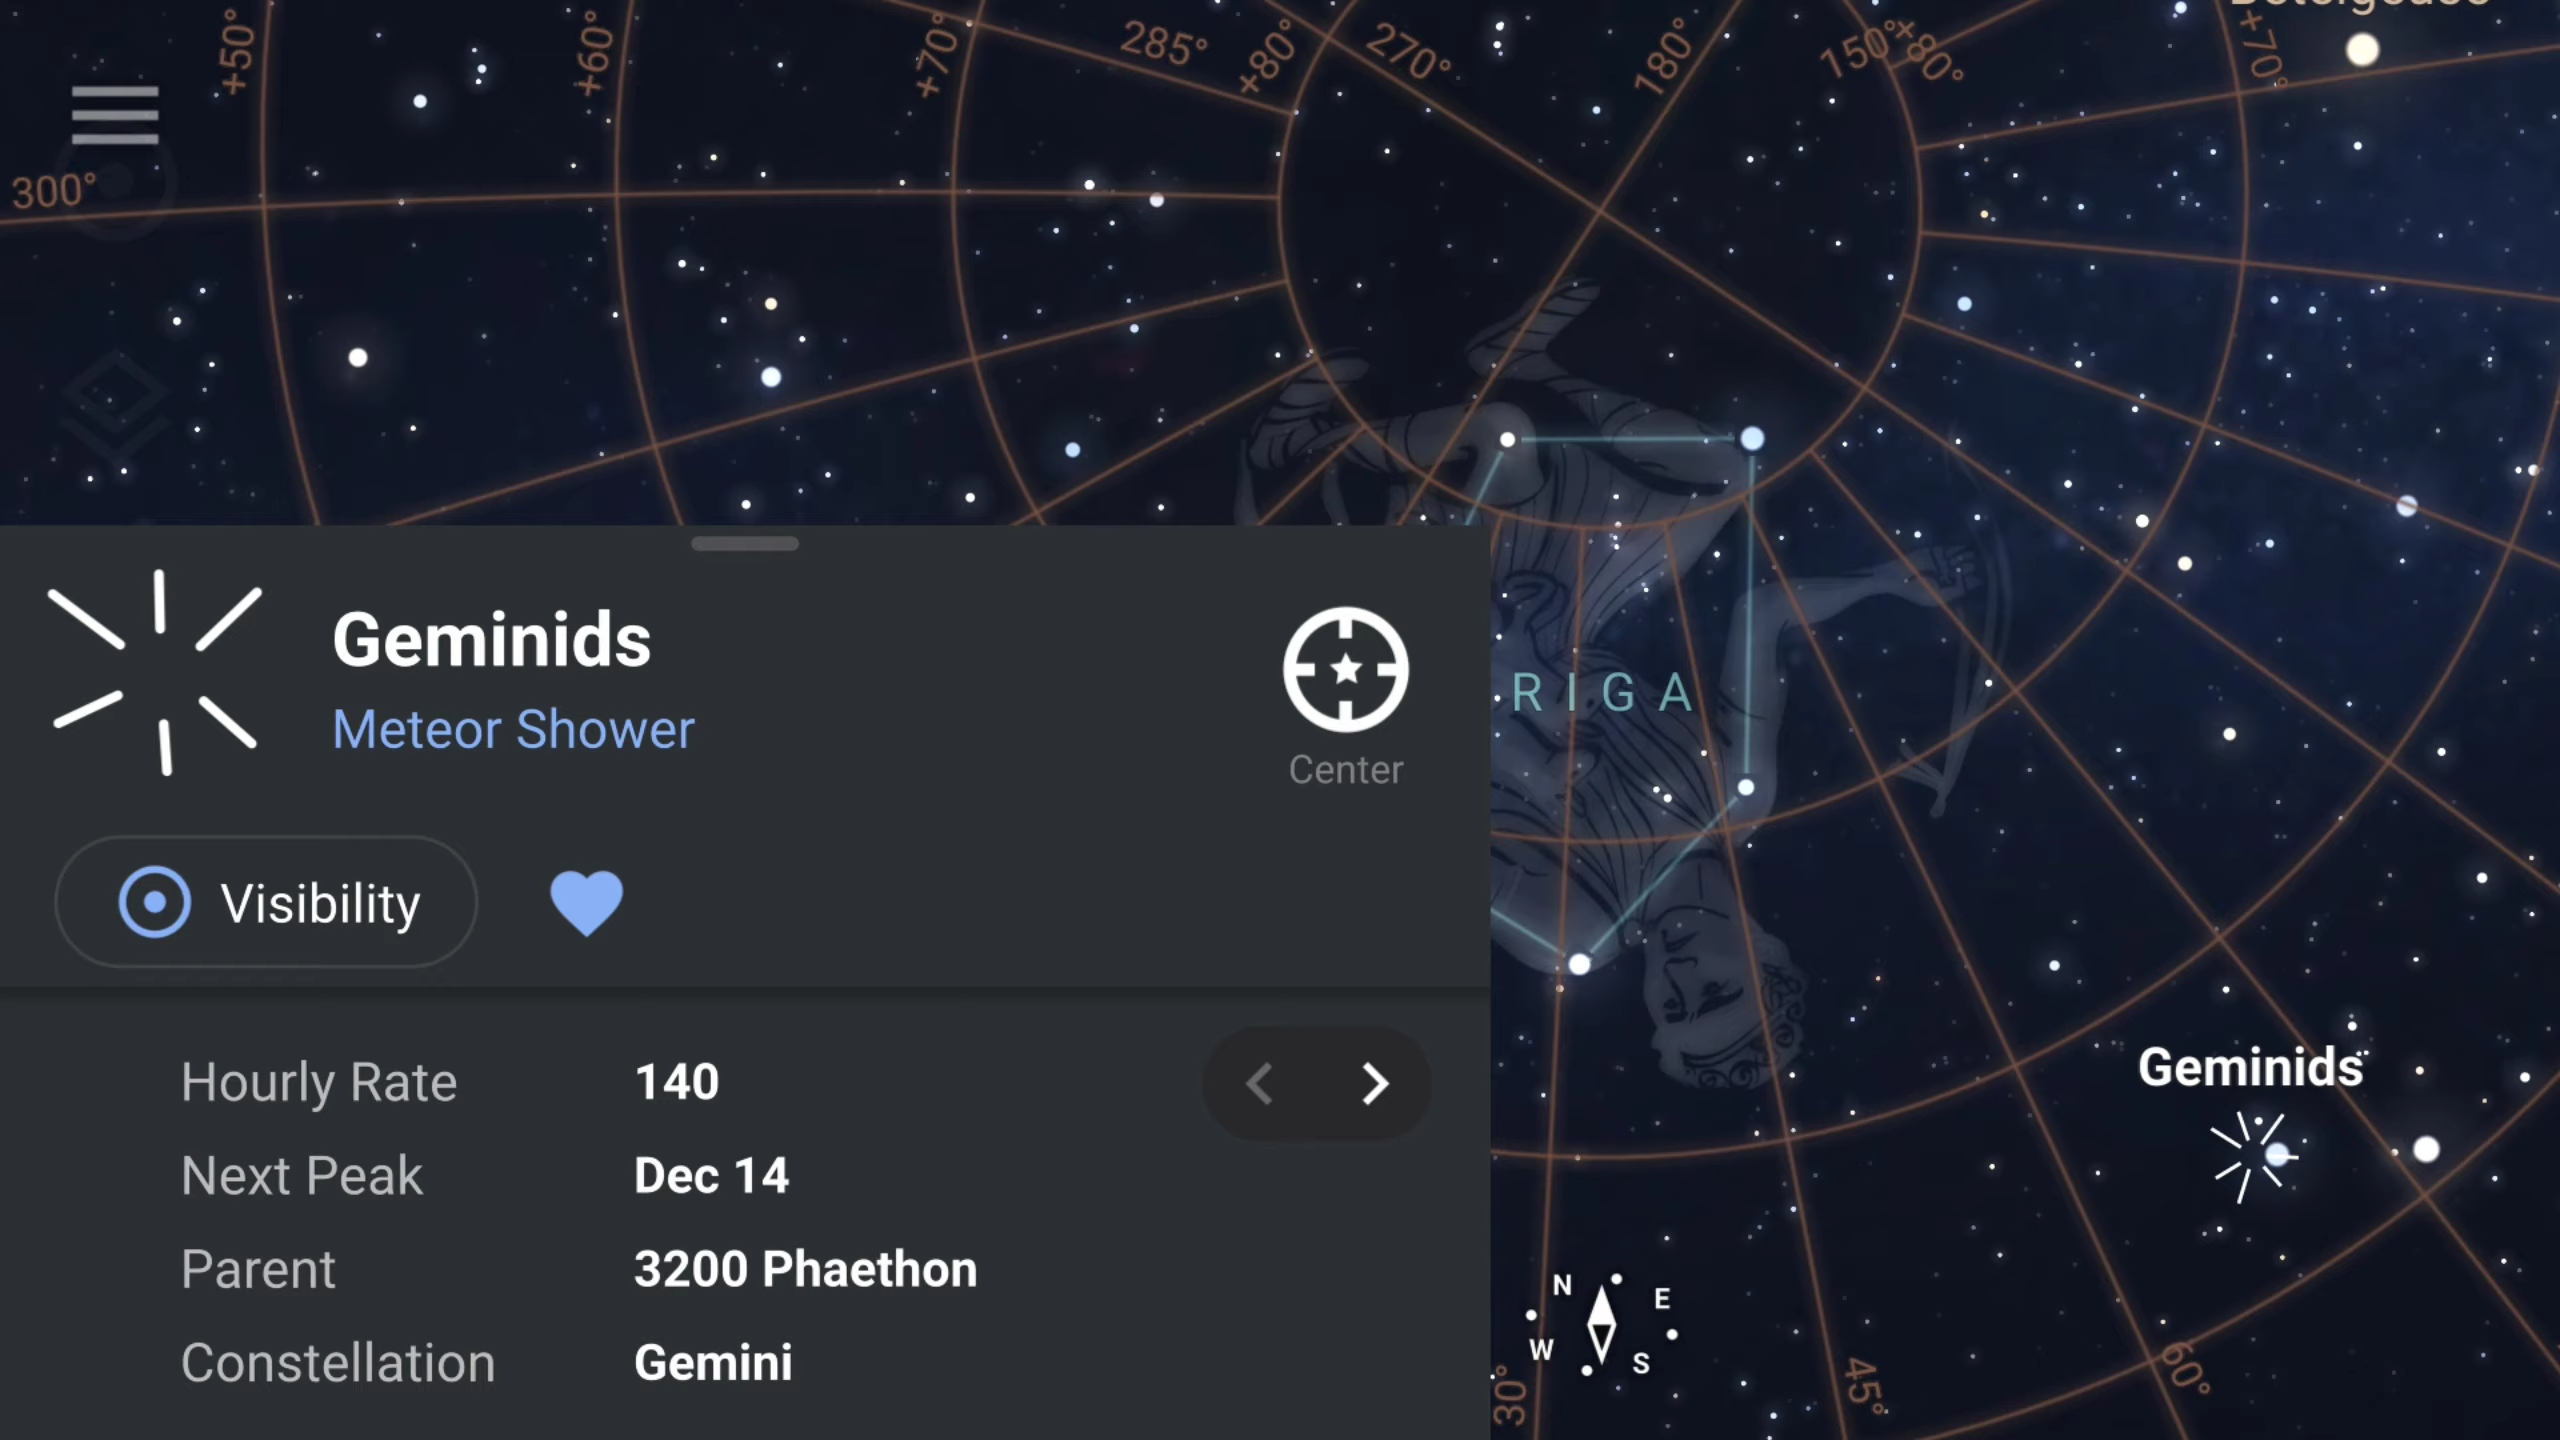 +50°
+60°
+70°
285°
+80°
270°
180°
150°
+80°
+70°
300°
Geminids
Meteor Shower
Center
RIGA
Visibility
Hourly Rate 140
Next Peak Dec 14
Parent 3200 Phaethon
Constellation Gemini
Geminids
N
E
W
S
30°
45°
60°